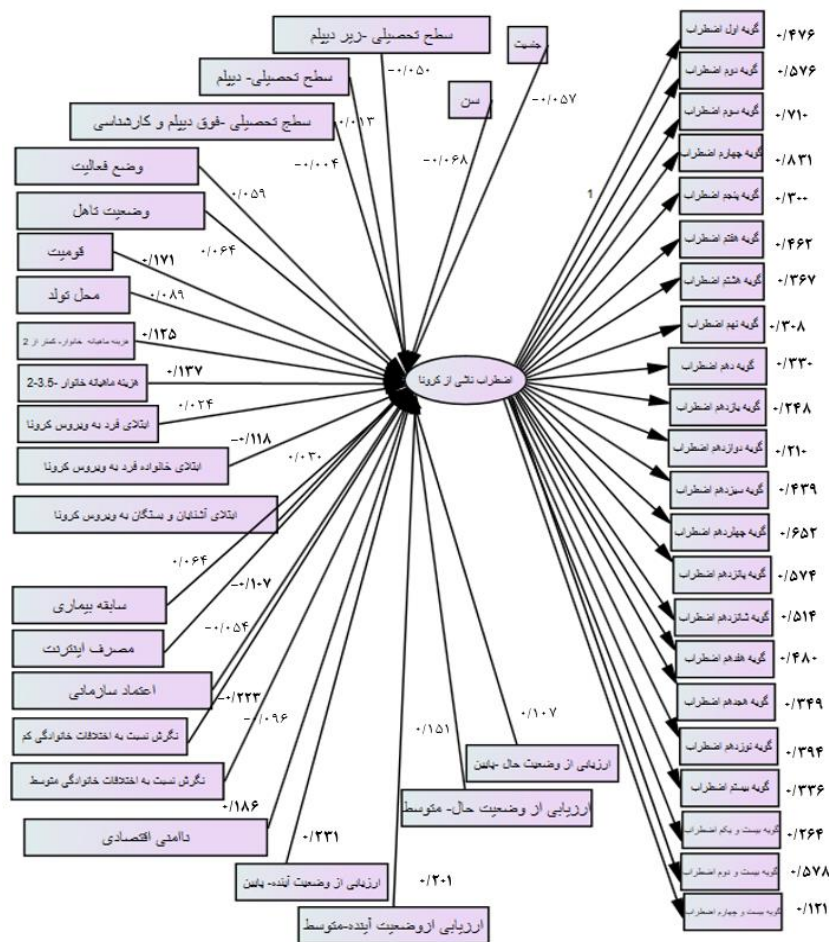 سطح تحصیلی -زیر دیپلم
-۰/۰۵۰
جنسیت
-۰/۰۵۷
سطح تحصیلی- دیپلم
۰/۰۱۳
سن
-۰/۰۶۸
سطح تحصیلی -فوق دیپلم و کارشناسی
-۰/۰۰۴
وضع فعالیت
۰/۰۵۹
وضعیت تاهل
۰/۰۶۴
قومیت
۰/۱۷۱
محل تولد
۰/۰۸۹
هزینه ماهیانه خانوار- کمتر از 2
۰/۱۲۵
هزینه ماهیانه خانوار -3.5-2
۰/۱۳۷
ابتلای فرد به ویروس کرونا
۰/۰۲۴
ابتلای خانواده فرد به ویروس کرونا
-۰/۱۱۸
ابتلای آشنایان و بستگان به ویروس کرونا
۰/۰۳۰
سابقه بیماری
۰/۰۶۴
مصرف اینترنت
-۰/۱۰۷
اعتماد سازمانی
-۰/۰۵۴
نگرش نسبت به اختلافات خانوادگی کم
-۰/۲۲۳
نگرش نسبت به اختلافات خانوادگی متوسط
-۰/۰۹۶
ناامنی اقتصادی
۰/۱۸۶
ارزیابی از وضعیت آینده- پایین
۰/۲۳۱
ارزیابی ازوضعیت آینده-متوسط
۰/۲۰۱
ارزیابی از وضعیت حال- متوسط
۰/۱۵۱
ارزیابی از وضعیت حال -پایین
۰/۱۰۷
اضطراب ناشی از کرونا
1
گویه اول اضطراب
۰/۴۷۶
گویه دوم اضطراب
۰/۵۷۶
گویه سوم اضطراب
۰/۷۱۰
گویه چهارم اضطراب
۰/۸۳۱
گویه پنجم اضطراب
۰/۳۰۰
گویه هفتم اضطراب
۰/۴۶۲
گویه هشتم اضطراب
۰/۳۶۷
گویه نهم اضطراب
۰/۳۰۸
گویه دهم اضطراب
۰/۳۳۰
گویه یازدهم اضطراب
۰/۲۴۸
گویه دوازدهم اضطراب
۰/۲۱۰
گویه سیزدهم اضطراب
۰/۴۳۹
گویه چهاردهم اضطراب
۰/۶۵۲
گویه پانزدهم اضطراب
۰/۵۷۴
گویه شانزدهم اضطراب
۰/۵۱۴
گویه هفدهم اضطراب
۰/۴۸۰
گویه هجدهم اضطراب
۰/۳۴۹
گویه نوزدهم اضطراب
۰/۳۹۴
گویه بیستم اضطراب
۰/۳۳۶
گویه بیست و یکم اضطراب
۰/۲۶۴
گویه بیست و دوم اضطراب
۰/۵۷۸
گویه بیست و چهارم اضطراب
۰/۱۲۱